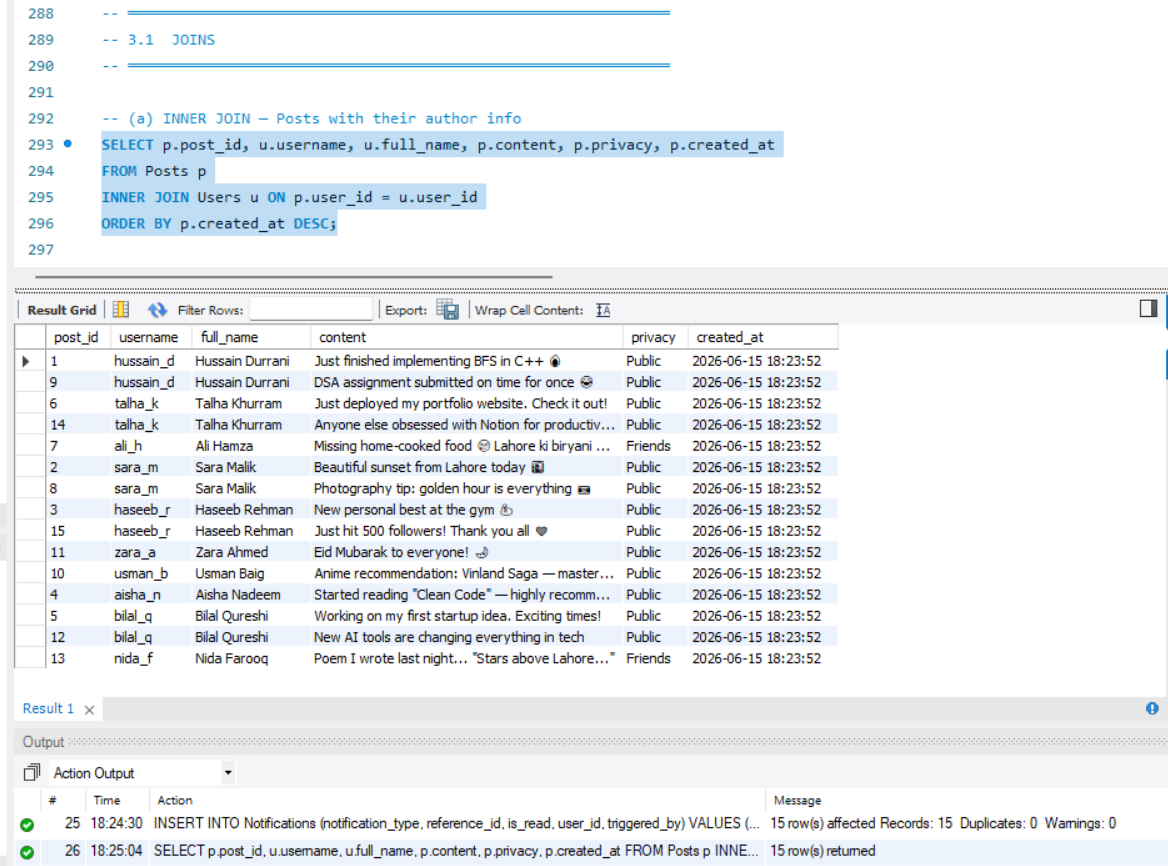 288 -- ══════════════════════════════════════════════
289 -- 3.1 JOINS
290 -- ══════════════════════════════════════════════
291
292 -- (a) INNER JOIN — Posts with their author info
293 SELECT p.post_id, u.username, u.full_name, p.content, p.privacy, p.created_at
294 FROM Posts p
295 INNER JOIN Users u ON p.user_id = u.user_id
296 ORDER BY p.created_at DESC;
297
Result Grid Filter Rows: Export: Wrap Cell Content: IA
post_id username full_name content privacy created_at
1 hussain_d Hussain Durrani Just finished implementing BFS in C++ 🔥 Public 2026-06-15 18:23:52
9 hussain_d Hussain Durrani DSA assignment submitted on time for once 😂 Public 2026-06-15 18:23:52
6 talha_k Talha Khurram Just deployed my portfolio website. Check it out! Public 2026-06-15 18:23:52
14 talha_k Talha Khurram Anyone else obsessed with Notion for productiv... Public 2026-06-15 18:23:52
7 ali_h Ali Hamza Missing home-cooked food 😔 Lahore ki biryani ... Friends 2026-06-15 18:23:52
2 sara_m Sara Malik Beautiful sunset from Lahore today 🌇 Public 2026-06-15 18:23:52
8 sara_m Sara Malik Photography tip: golden hour is everything 📷 Public 2026-06-15 18:23:52
3 haseeb_r Haseeb Rehman New personal best at the gym 💪 Public 2026-06-15 18:23:52
15 haseeb_r Haseeb Rehman Just hit 500 followers! Thank you all ❤ Public 2026-06-15 18:23:52
11 zara_a Zara Ahmed Eid Mubarak to everyone! 🌙 Public 2026-06-15 18:23:52
10 usman_b Usman Baig Anime recommendation: Vinland Saga — master... Public 2026-06-15 18:23:52
4 aisha_n Aisha Nadeem Started reading "Clean Code" — highly recomm... Public 2026-06-15 18:23:52
5 bilal_q Bilal Qureshi Working on my first startup idea. Exciting times! Public 2026-06-15 18:23:52
12 bilal_q Bilal Qureshi New AI tools are changing everything in tech Public 2026-06-15 18:23:52
13 nida_f Nida Farooq Poem I wrote last night... "Stars above Lahore..." Friends 2026-06-15 18:23:52
Result 1 ×
Output
Action Output
# Time Action Message
25 18:24:30 INSERT INTO Notifications (notification_type, reference_id, is_read, user_id, triggered_by) VALUES (... 15 row(s) affected Records: 15 Duplicates: 0 Warnings: 0
26 18:25:04 SELECT p.post_id, u.username, u.full_name, p.content, p.privacy, p.created_at FROM Posts p INNE... 15 row(s) returned